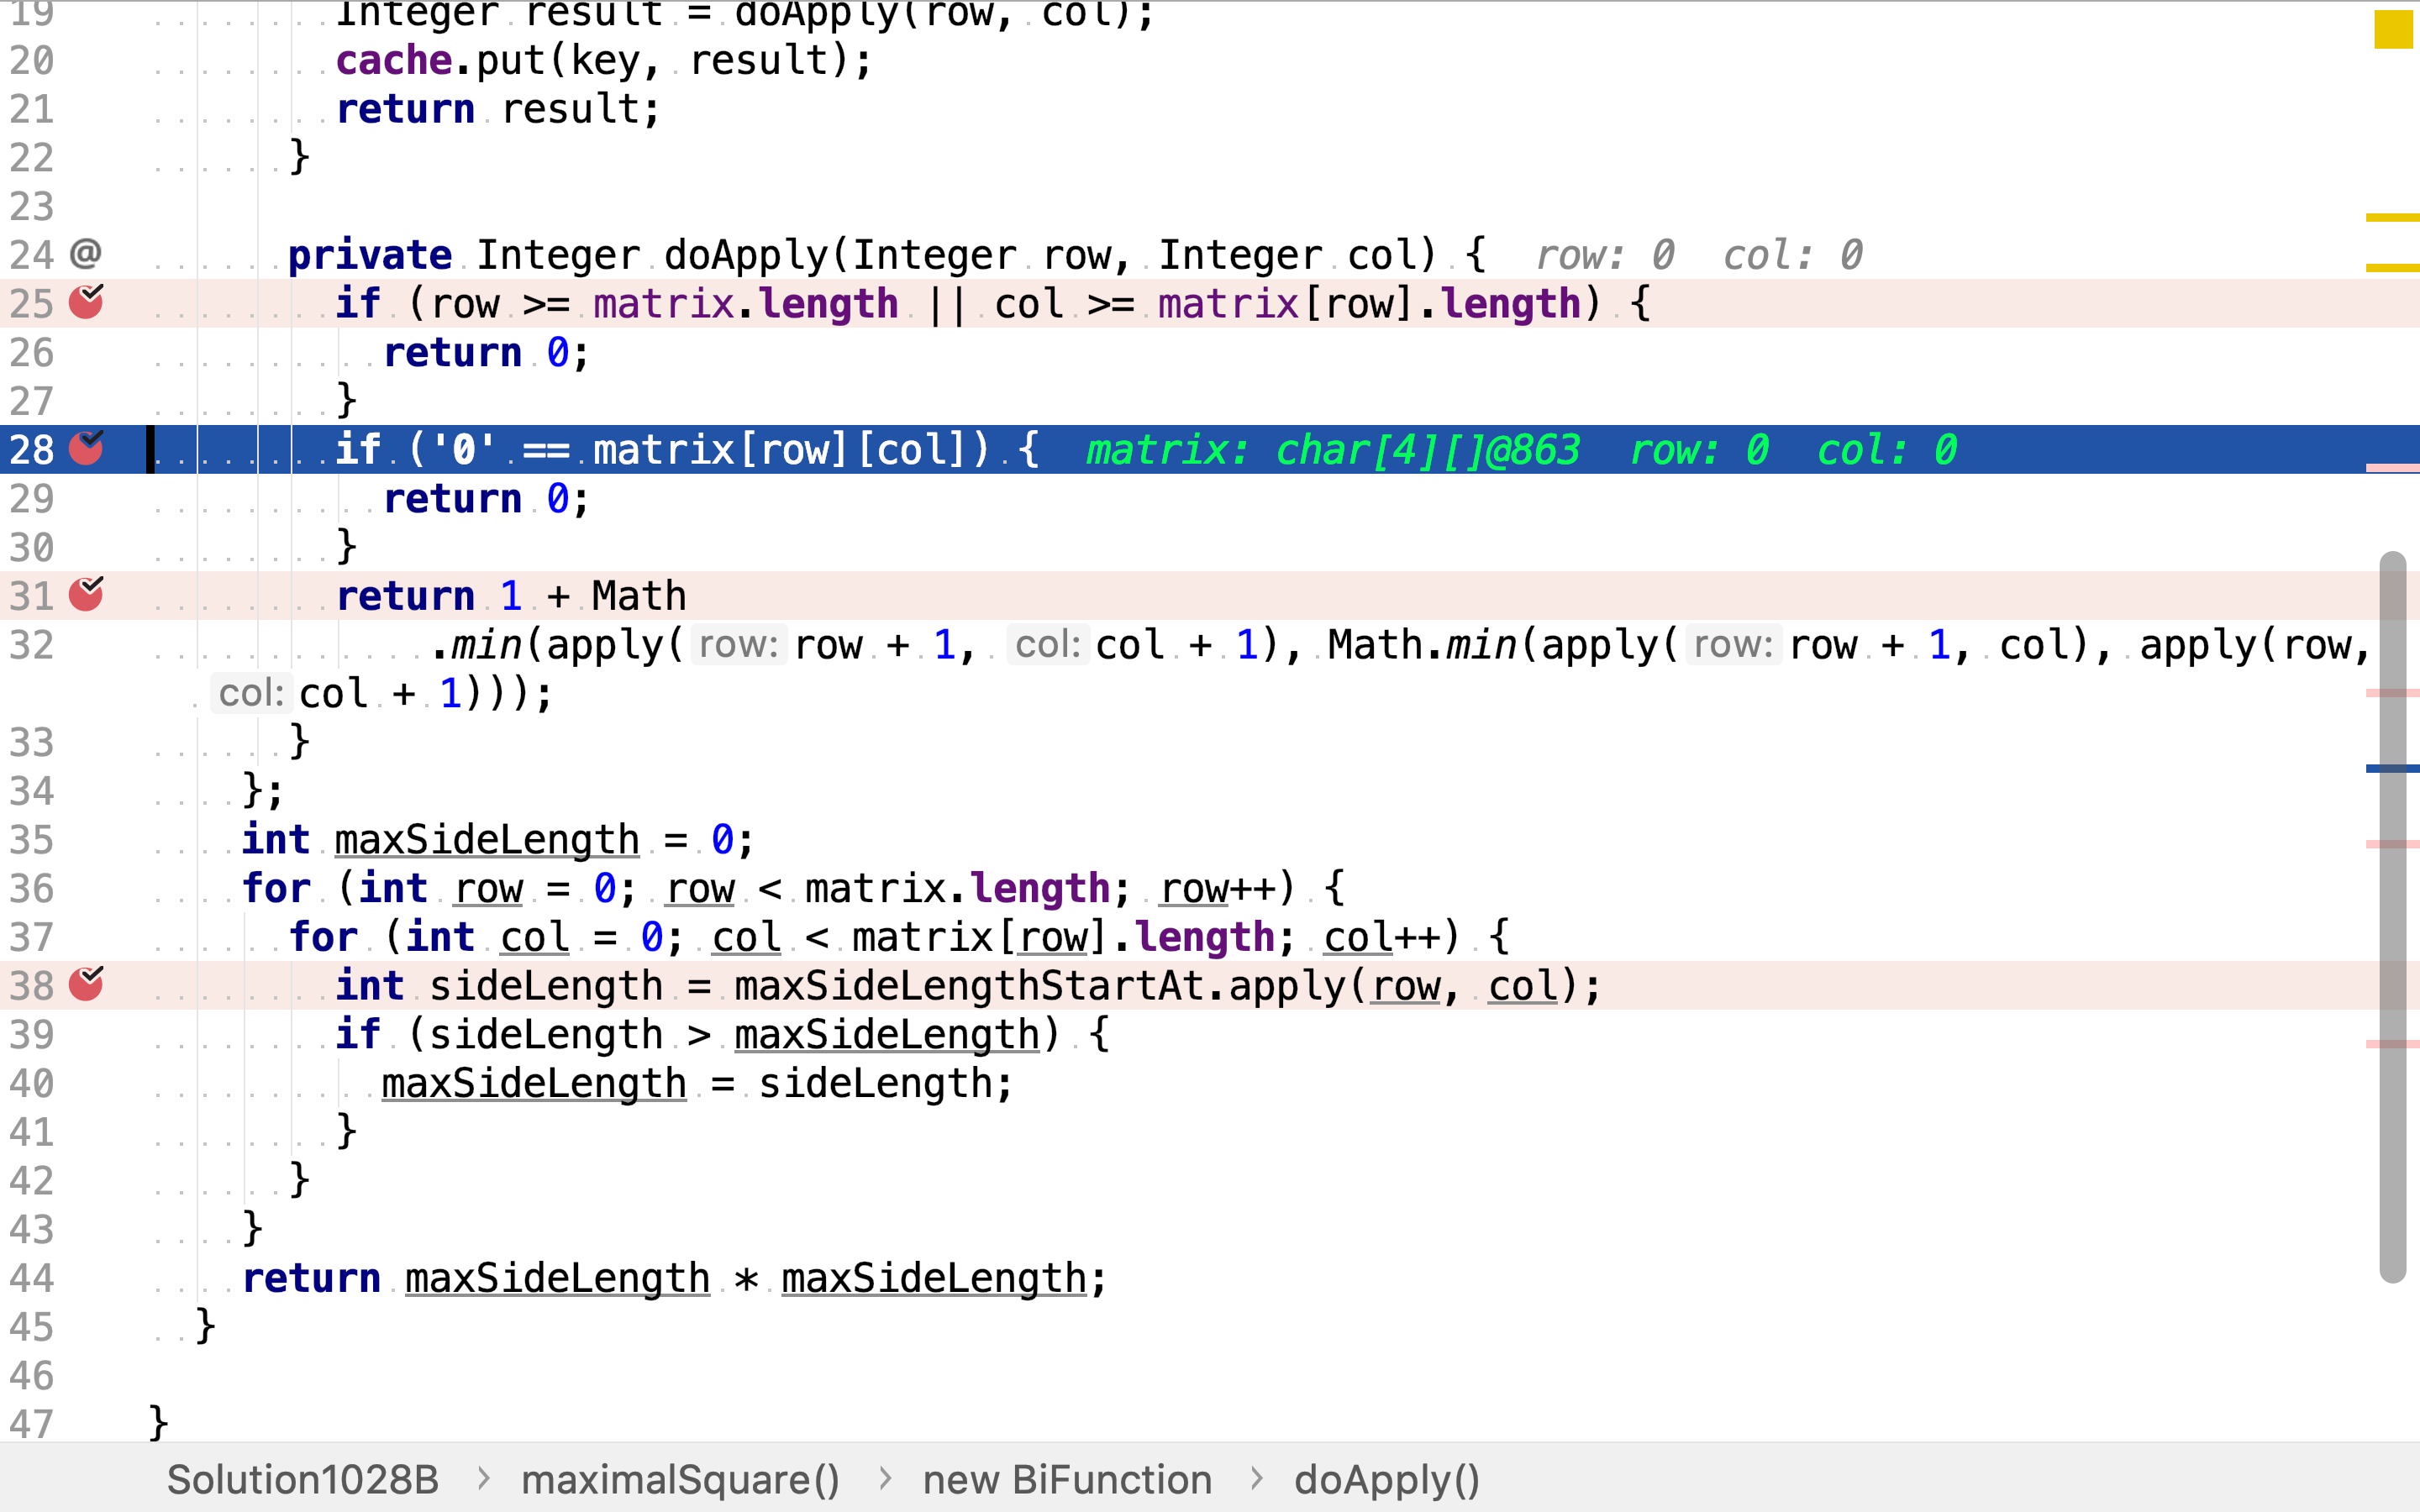 19 Integer result = doApply(row, col);
20 cache.put(key, result);
21 return result;
22 }
23
24 @ private Integer doApply(Integer row, Integer col) { row: 0 col: 0
25 if (row >= matrix.length || col >= matrix[row].length) {
26 return 0;
27 }
28 if ('0' == matrix[row][col]) { matrix: char[4][]@863 row: 0 col: 0
29 return 0;
30 }
31 return 1 + Math
32 .min(apply( row: row + 1, col: col + 1), Math.min(apply( row: row + 1, col), apply(row,
col: col + 1)));
33 }
34 };
35 int maxSideLength = 0;
36 for (int row = 0; row < matrix.length; row++) {
37 for (int col = 0; col < matrix[row].length; col++) {
38 int sideLength = maxSideLengthStartAt.apply(row, col);
39 if (sideLength > maxSideLength) {
40 maxSideLength = sideLength;
41 }
42 }
43 }
44 return maxSideLength * maxSideLength;
45 }
46
47 }
Solution1028B > maximalSquare() > new BiFunction > doApply()